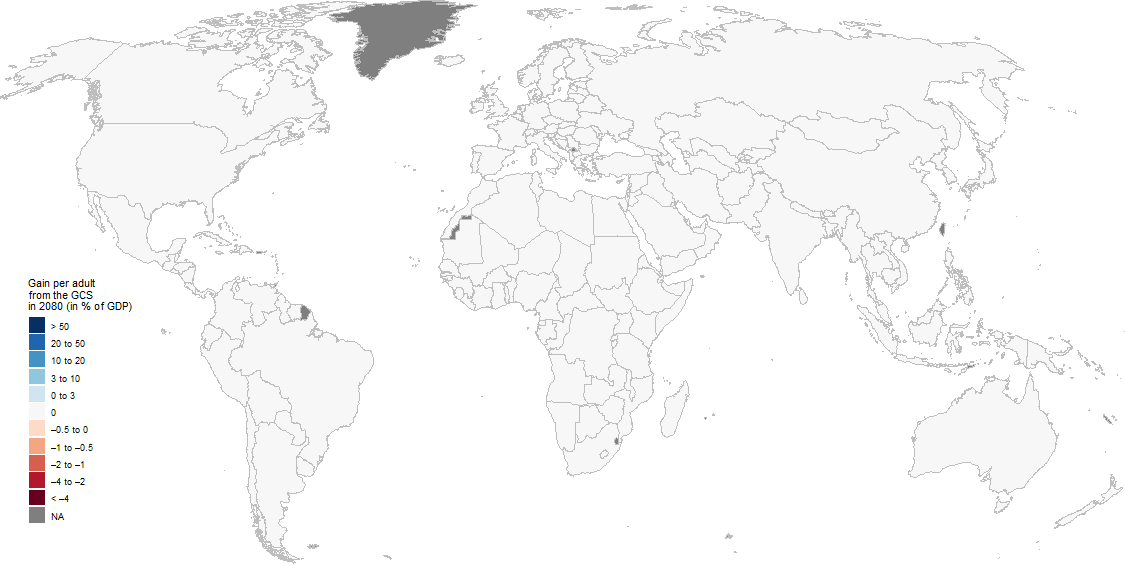 Gain per adult
from the GCS
in 2080 (in % of GDP)
> 50
20 to 50
10 to 20
3 to 10
0 to 3
0
–0.5 to 0
–1 to –0.5
–2 to –1
–4 to –2
< –4
NA